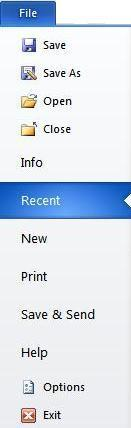 File
Save
Save As
Open
Close
Info
Recent
New
Print
Save & Send
Help
Options
Exit